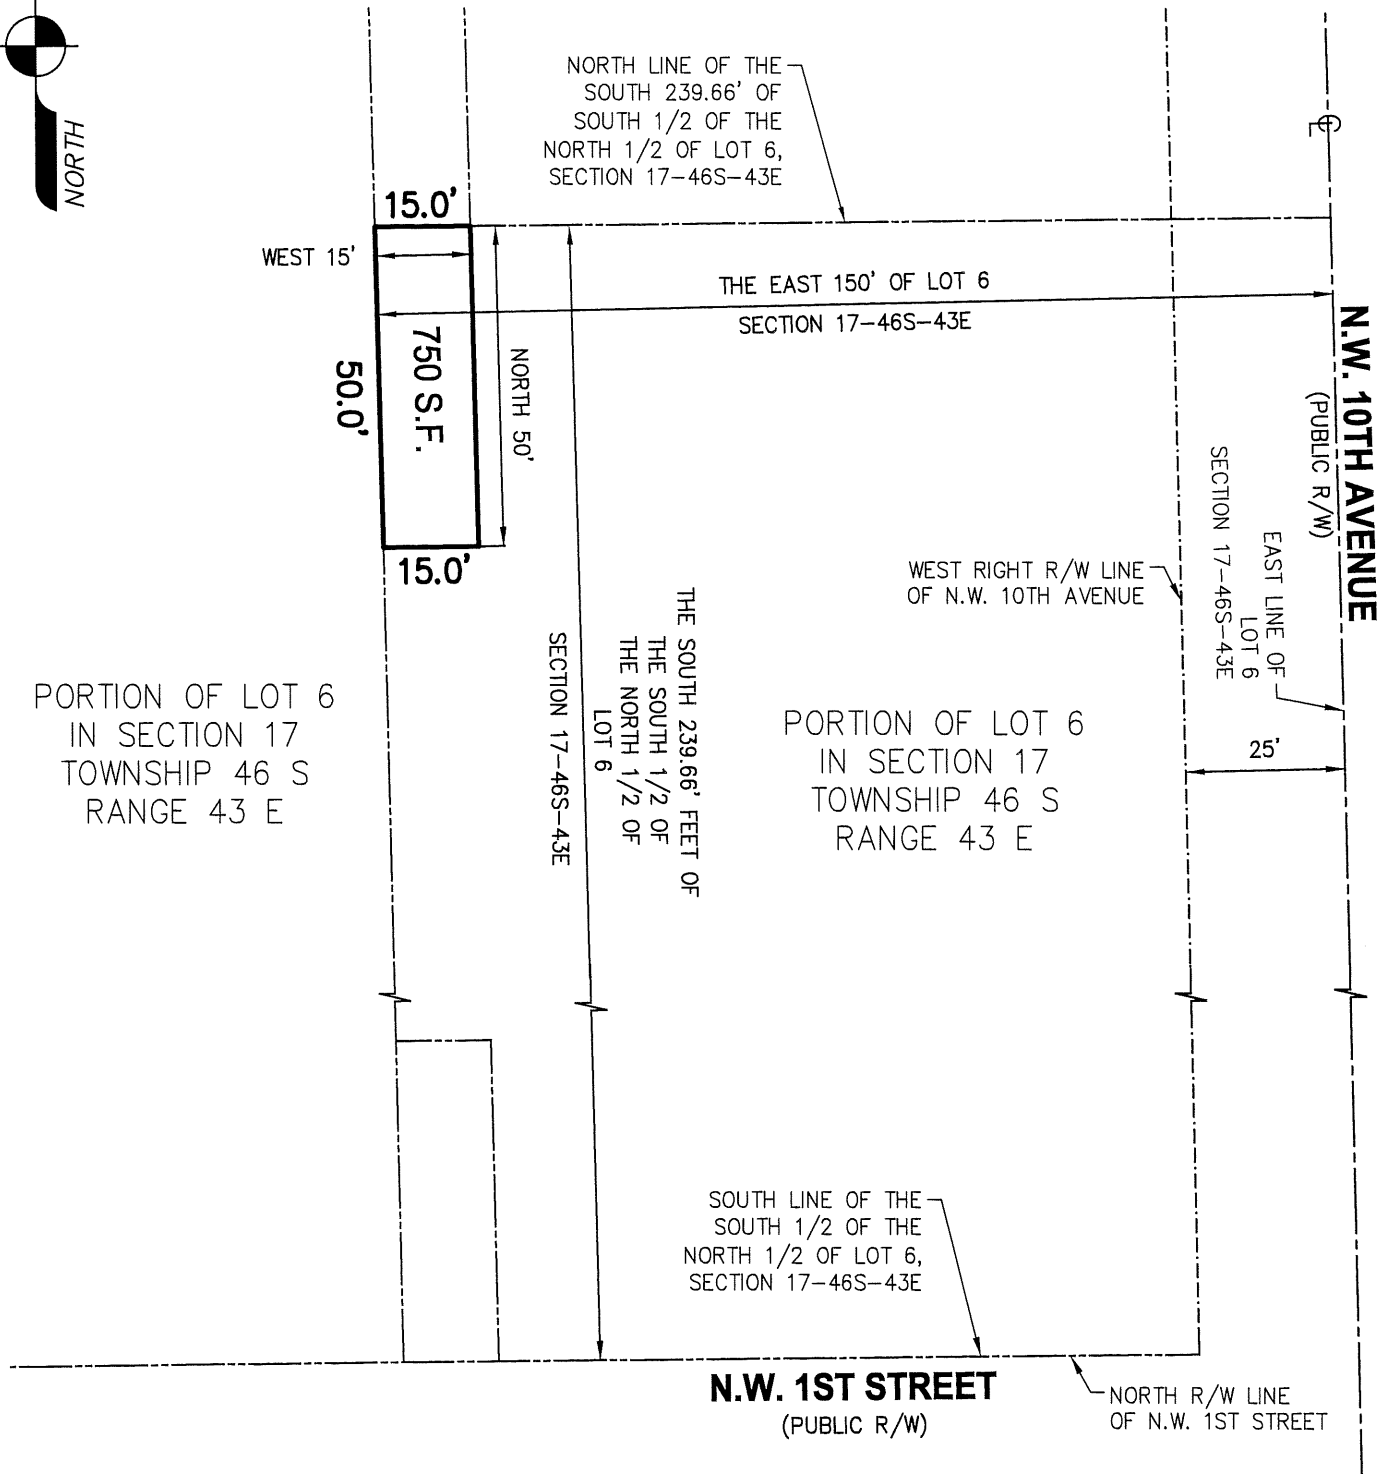 NORTH
NORTH LINE OF THE
SOUTH 239.66' OF
SOUTH 1/2 OF THE
NORTH 1/2 OF LOT 6,
SECTION 17-46S-43E
CL
15.0'
WEST 15'
THE EAST 150' OF LOT 6
SECTION 17-46S-43E
750 S.F.
50.0'
NORTH 50'
15.0'
N.W. 10TH AVENUE
(PUBLIC R/W)
EAST LINE OF
LOT 6
SECTION 17-46S-43E
WEST RIGHT R/W LINE
OF N.W. 10TH AVENUE
THE SOUTH 239.66' FEET OF
THE SOUTH 1/2 OF
THE NORTH 1/2 OF
LOT 6
SECTION 17-46S-43E
PORTION OF LOT 6
IN SECTION 17
TOWNSHIP 46 S
RANGE 43 E
PORTION OF LOT 6
IN SECTION 17
TOWNSHIP 46 S
RANGE 43 E
25'
SOUTH LINE OF THE
SOUTH 1/2 OF THE
NORTH 1/2 OF LOT 6,
SECTION 17-46S-43E
N.W. 1ST STREET
(PUBLIC R/W)
NORTH R/W LINE
OF N.W. 1ST STREET